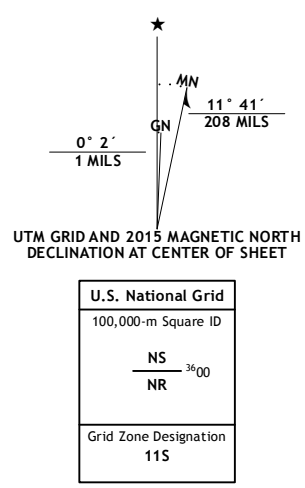 ★
MN
GN
11° 41´
208 MILS
0° 2´
1 MILS
UTM GRID AND 2015 MAGNETIC NORTH
DECLINATION AT CENTER OF SHEET
U.S. National Grid
100,000-m Square ID
NS
3600
NR
Grid Zone Designation
11S